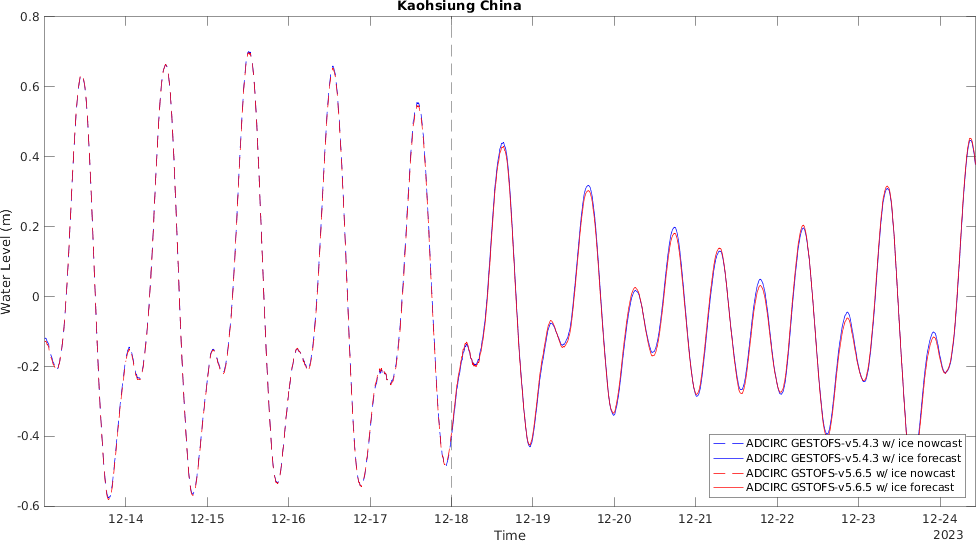 Kaohsiung China
0.8
0.6
0.4
0.2
0
-0.2
-0.4
-0.6
Water Level (m)
12-14 12-15 12-16 12-17 12-18 12-19 12-20 12-21 12-22 12-23 12-24
Time
2023
ADCIRC GESTOFS-v5.4.3 w/ ice nowcast
ADCIRC GESTOFS-v5.4.3 w/ ice forecast
ADCIRC GSTOFS-v5.6.5 w/ ice nowcast
ADCIRC GSTOFS-v5.6.5 w/ ice forecast